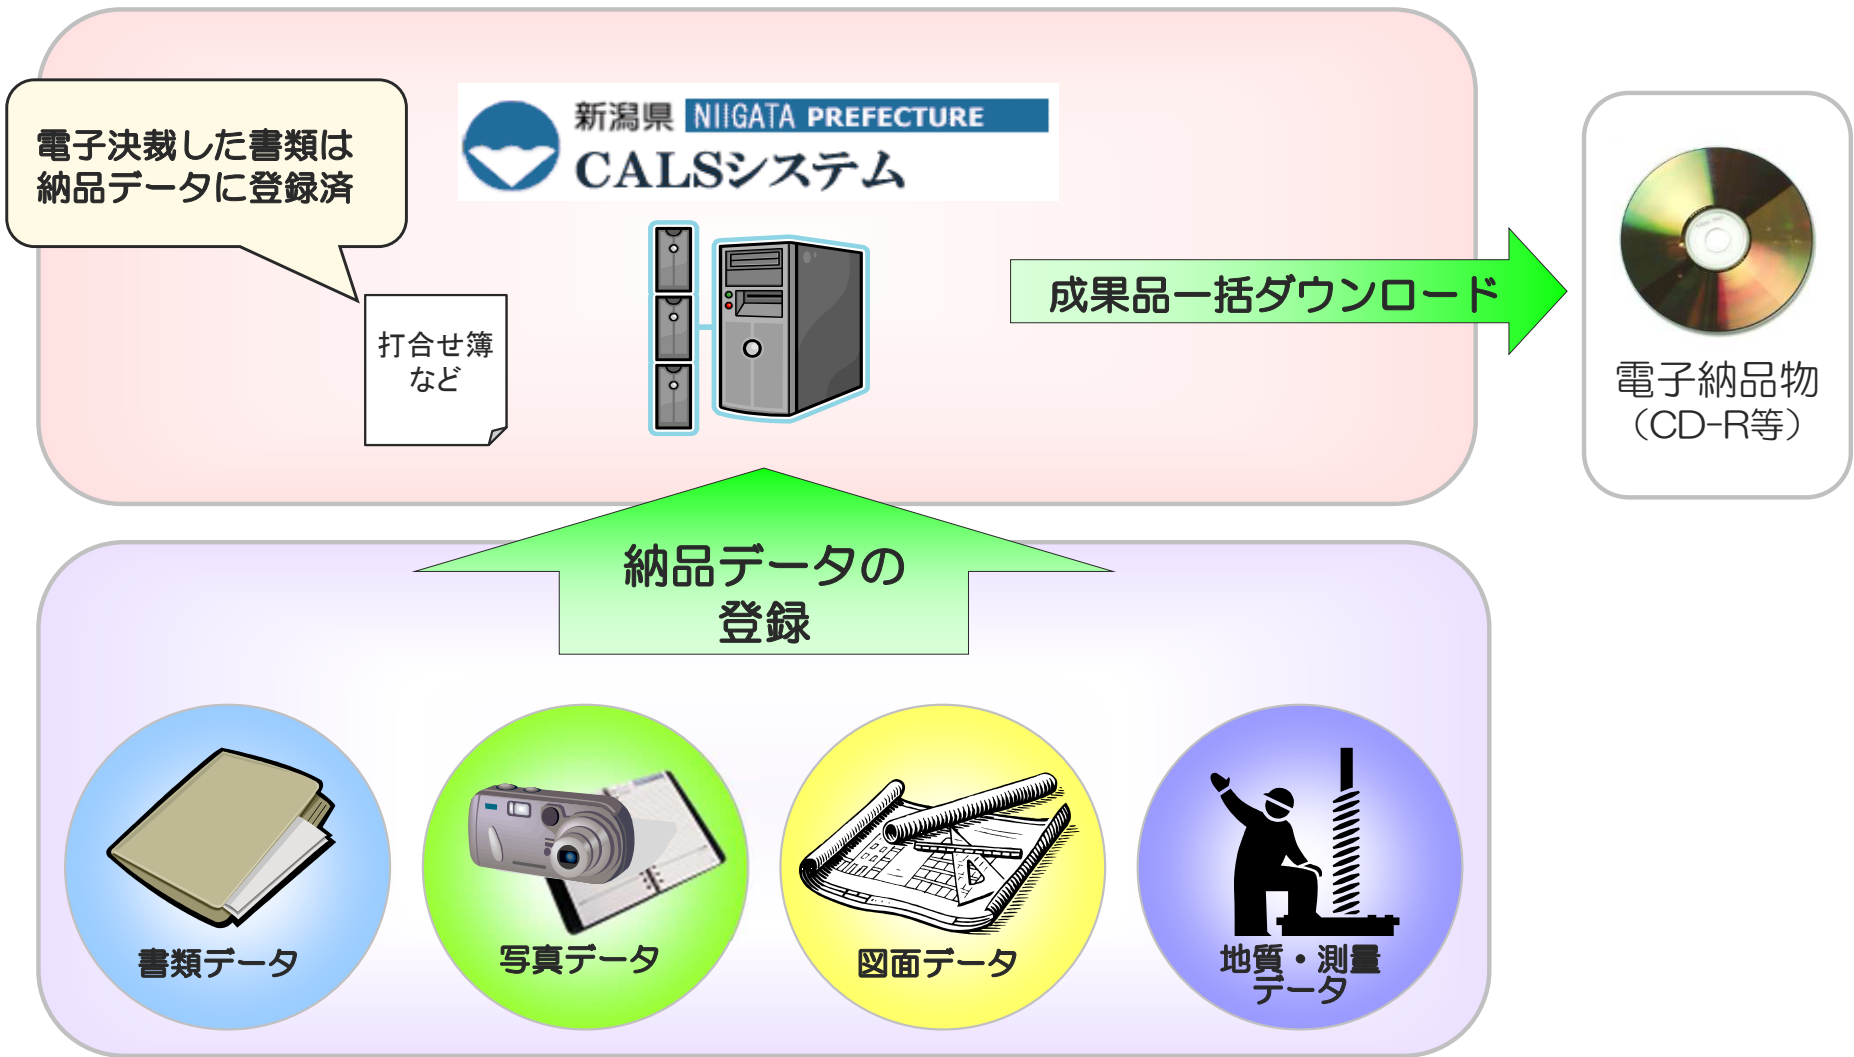 電子決裁した書類は
納品データに登録済
新潟県 NIIGATA PREFECTURE
CALSシステム
打合せ簿
など
成果品一括ダウンロード
電子納品物
（CD-R等）
納品データの
登録
書類データ
写真データ
図面データ
地質・測量
データ